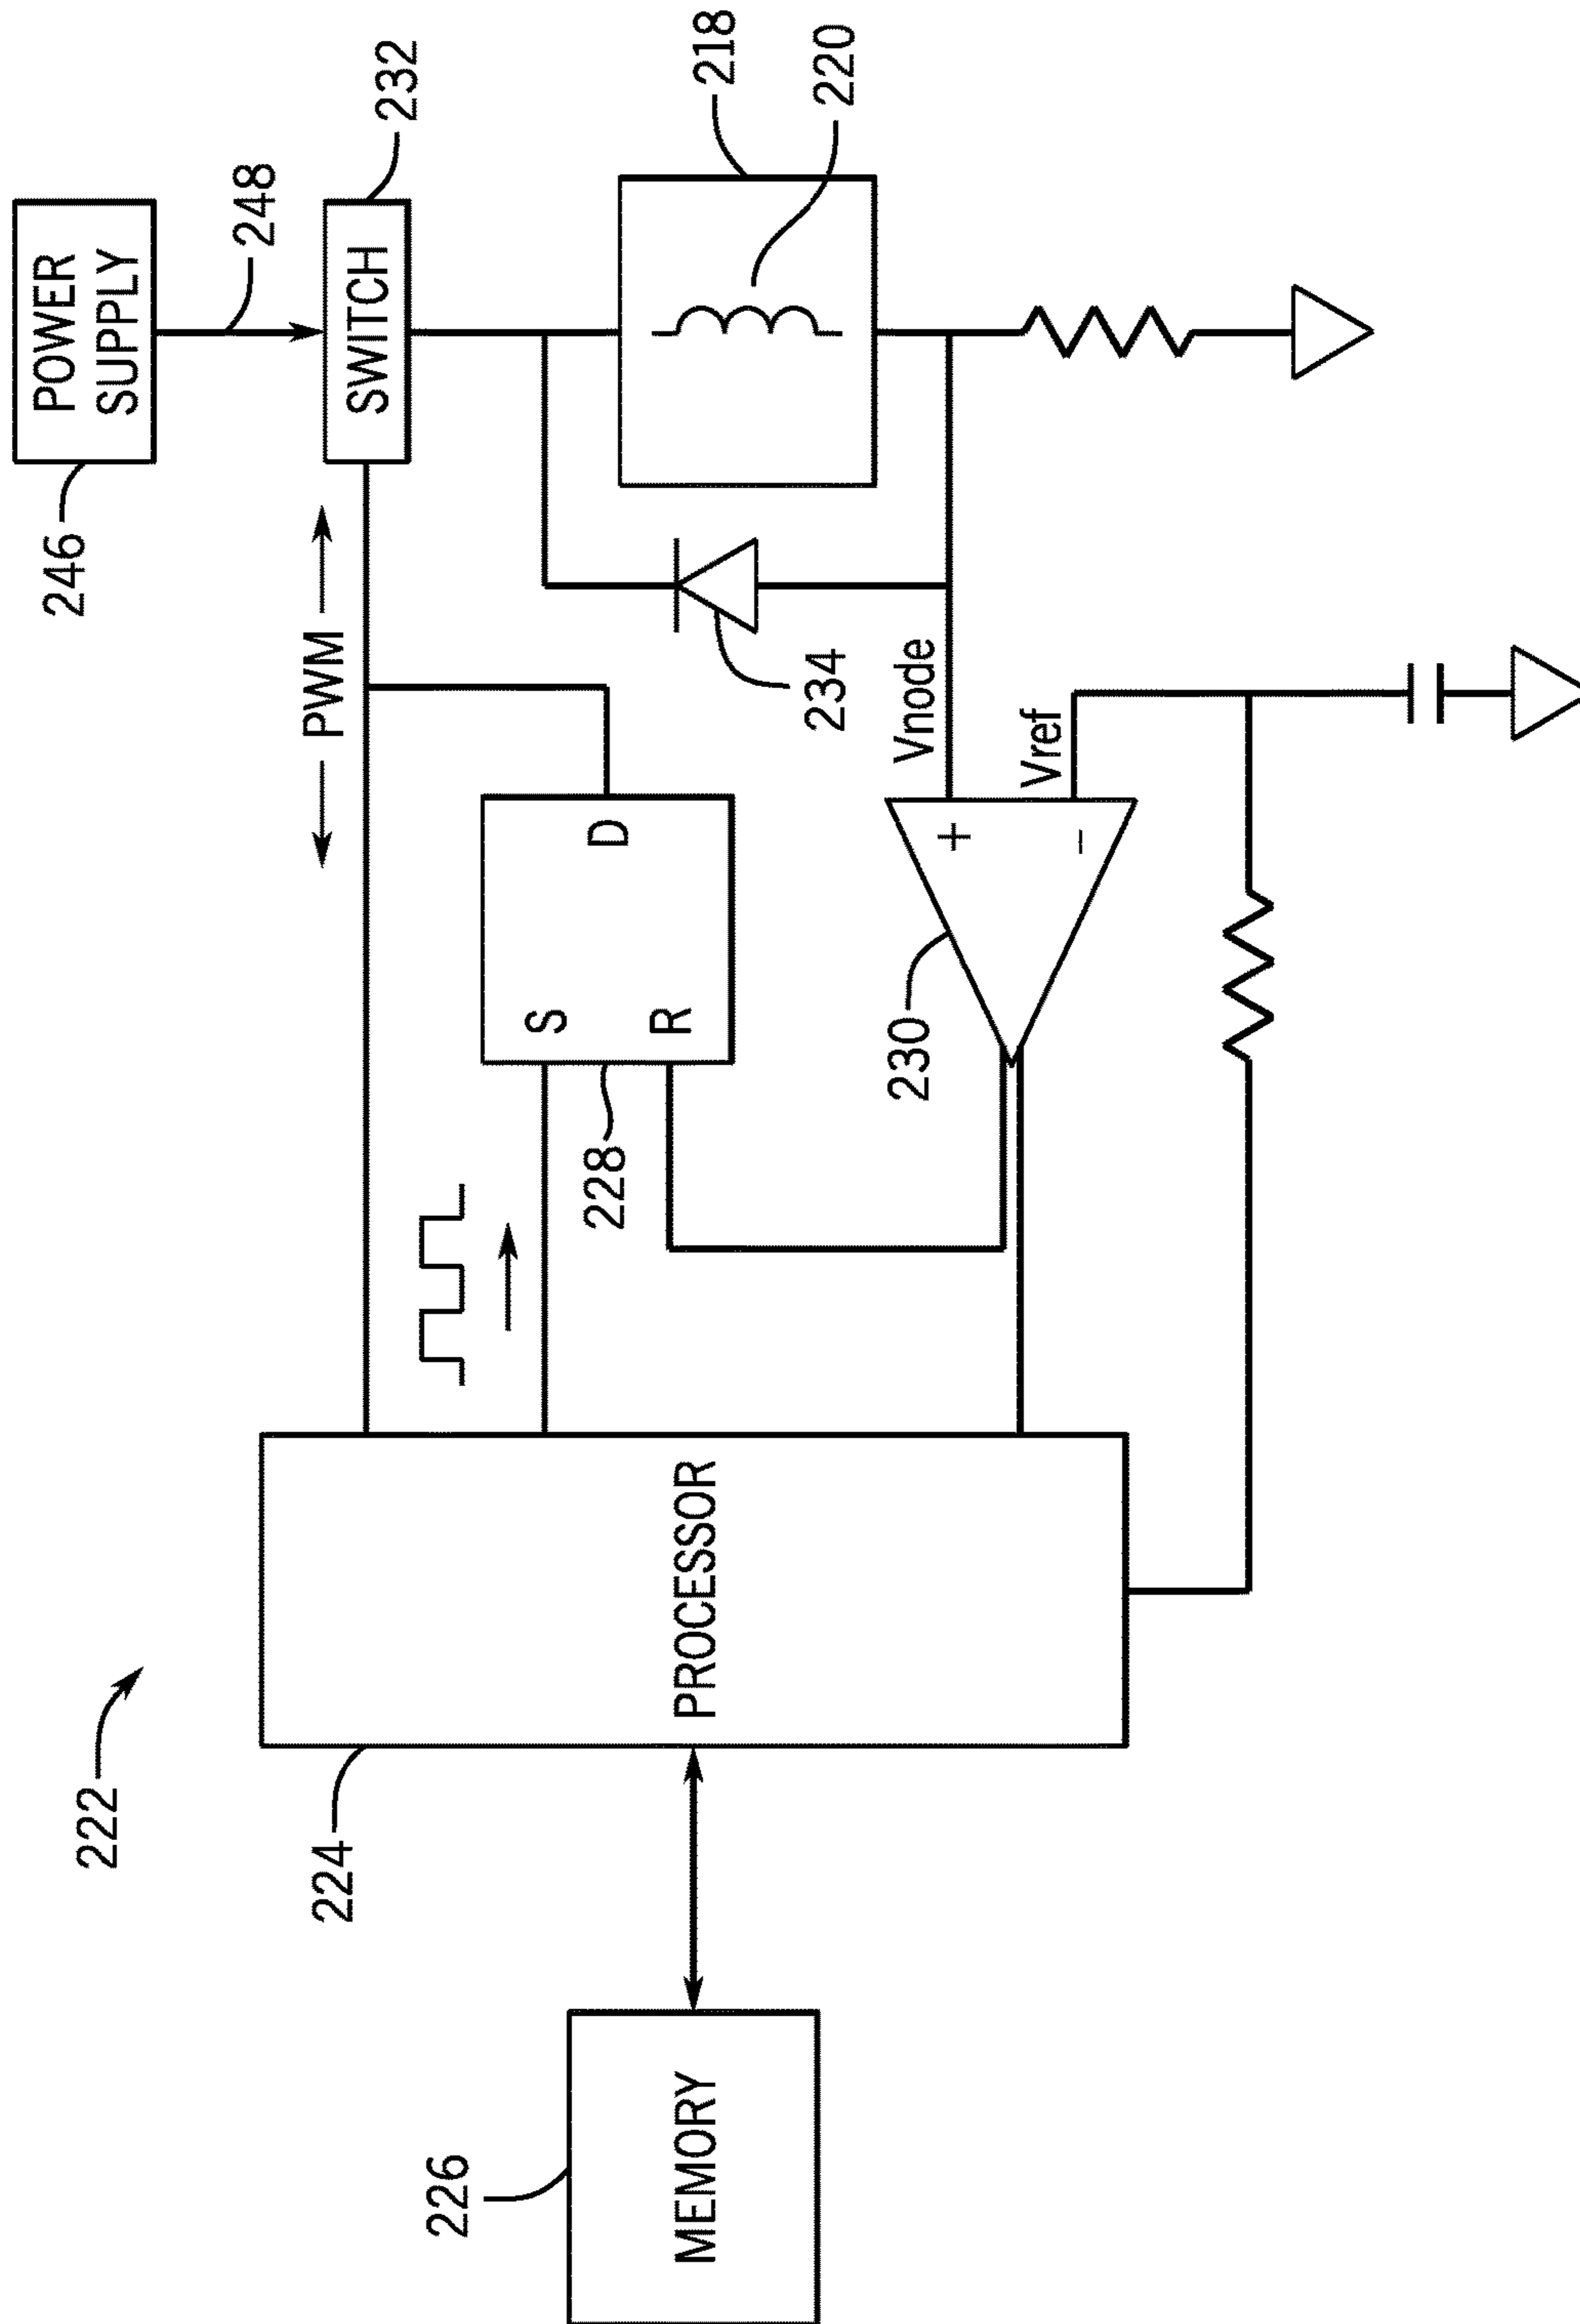 222
246
POWER
SUPPLY
248
232
SWITCH
PWM
224
226
MEMORY
PROCESSOR
S
R
D
228
218
220
234
Vnode
Vref
+
−
230